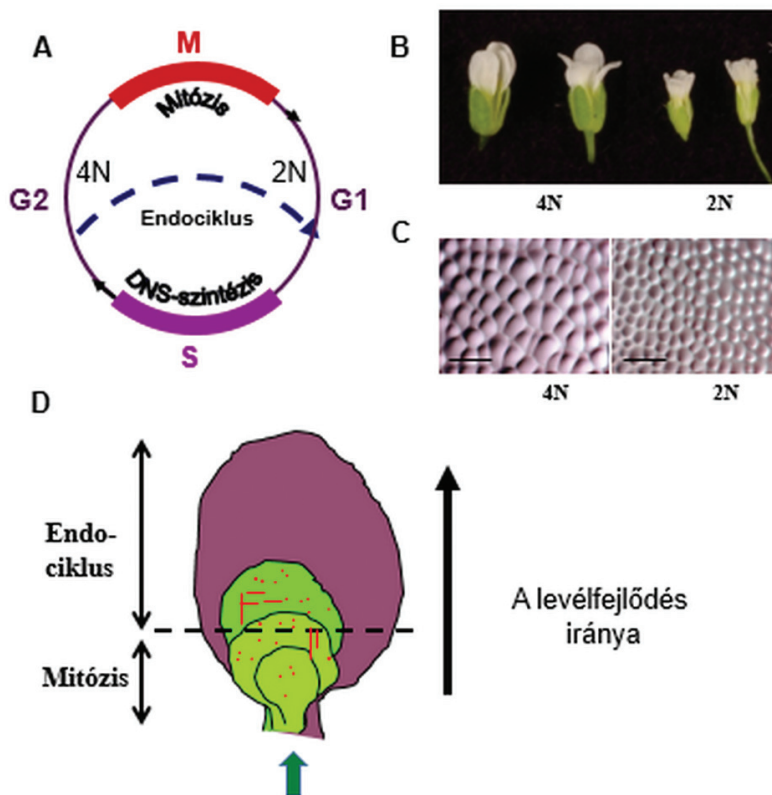 A
M
Mitózis
4N
2N
G2
G1
Endociklus
DNS-szintézis
S
B
4N
2N
C
4N
2N
D
Endo-
ciklus
Mitózis
A levélfejlődés
iránya